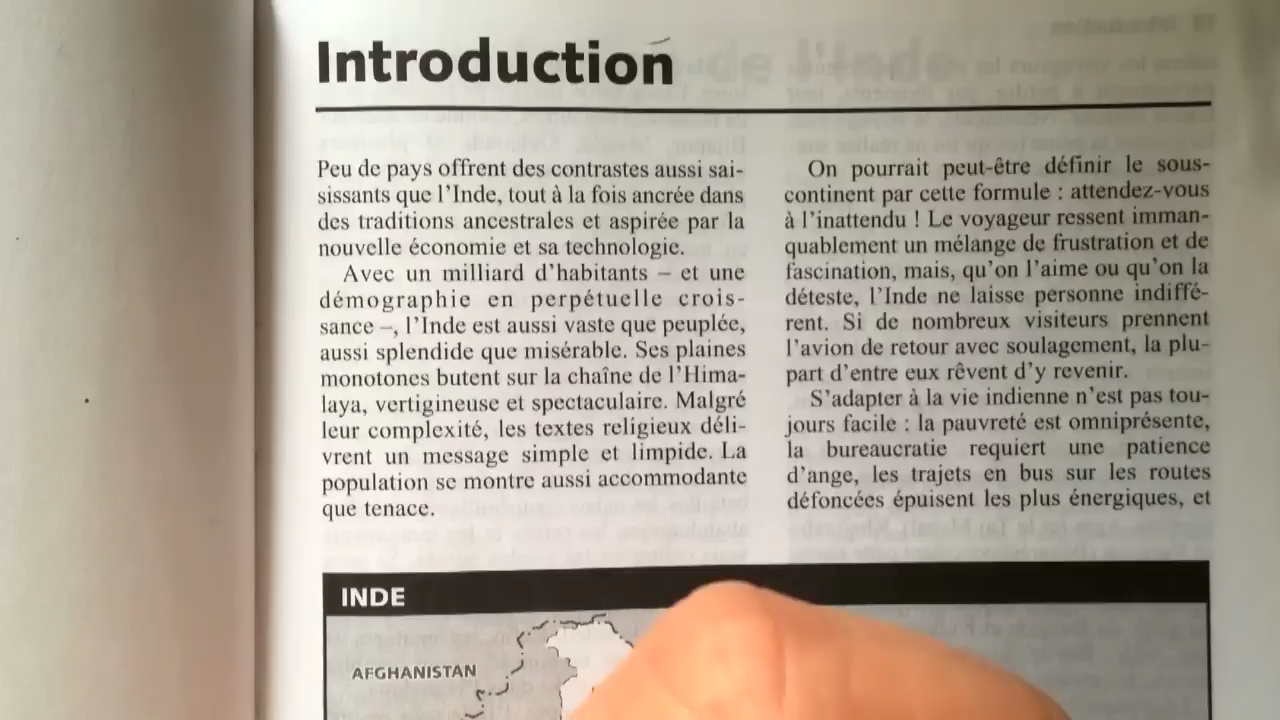 Introduction
Peu de pays offrent des contrastes aussi sai-
sissants que l'Inde, tout à la fois ancrée dans
des traditions ancestrales et aspirée par la
nouvelle économie et sa technologie.
Avec un milliard d'habitants – et une
démographie en perpétuelle crois-
sance –, l'Inde est aussi vaste que peuplée,
aussi splendide que misérable. Ses plaines
monotones butent sur la chaîne de l'Hima-
laya, vertigineuse et spectaculaire. Malgré
leur complexité, les textes religieux déli-
vrent un message simple et limpide. La
population se montre aussi accommodante
que tenace.
On pourrait peut-être définir le sous-
continent par cette formule : attendez-vous
à l'inattendu ! Le voyageur ressent imman-
quablement un mélange de frustration et de
fascination, mais, qu'on l'aime ou qu'on la
déteste, l'Inde ne laisse personne indiffé-
rent. Si de nombreux visiteurs prennent
l'avion de retour avec soulagement, la plu-
part d'entre eux rêvent d'y revenir.
S'adapter à la vie indienne n'est pas tou-
jours facile : la pauvreté est omniprésente,
la bureaucratie requiert une patience
d'ange, les trajets en bus sur les routes
défoncées épuisent les plus énergiques, et
INDE
AFGHANISTAN